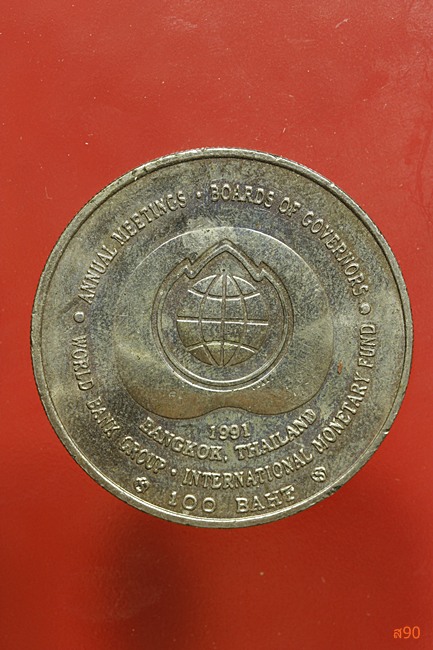 • ANNUAL MEETINGS • BOARDS OF GOVERNORS •
WORLD BANK GROUP • INTERNATIONAL MONETARY FUND
1991
BANGKOK, THAILAND
100 BAHT
ส90